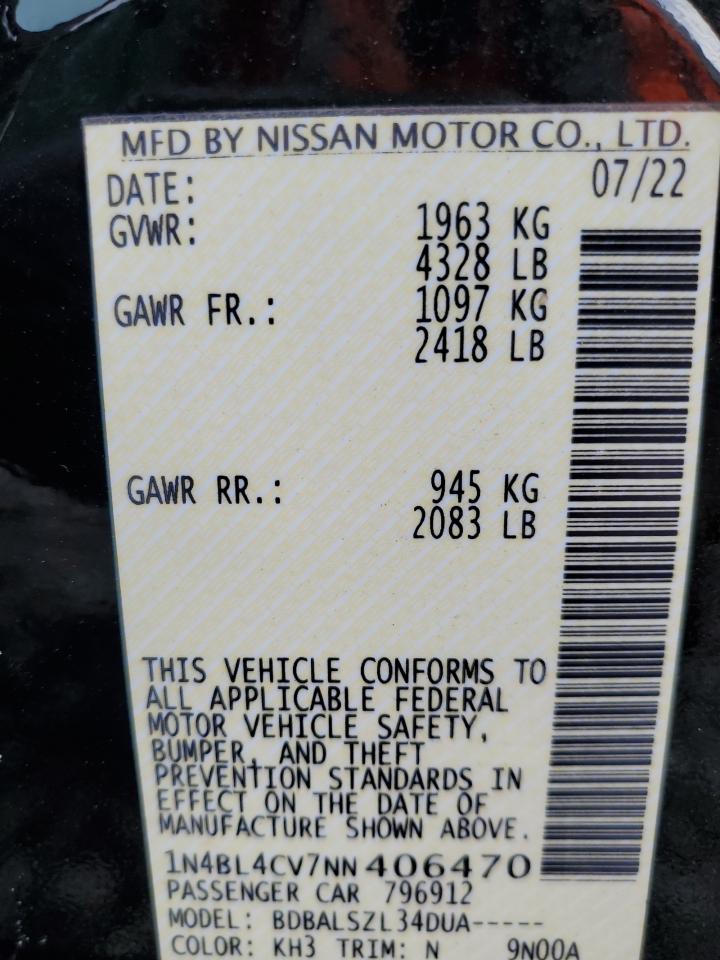 MFD BY NISSAN MOTOR CO., LTD.
DATE: 07/22
GVWR: 1963 KG
4328 LB
GAWR FR.: 1097 KG
2418 LB
GAWR RR.: 945 KG
2083 LB
THIS VEHICLE CONFORMS TO
ALL APPLICABLE FEDERAL
MOTOR VEHICLE SAFETY,
BUMPER, AND THEFT
PREVENTION STANDARDS IN
EFFECT ON THE DATE OF
MANUFACTURE SHOWN ABOVE.
1N4BL4CV7NN406470
PASSENGER CAR 796912
MODEL: BDBALSZL34DUA-----
COLOR: KH3 TRIM: N 9N00A